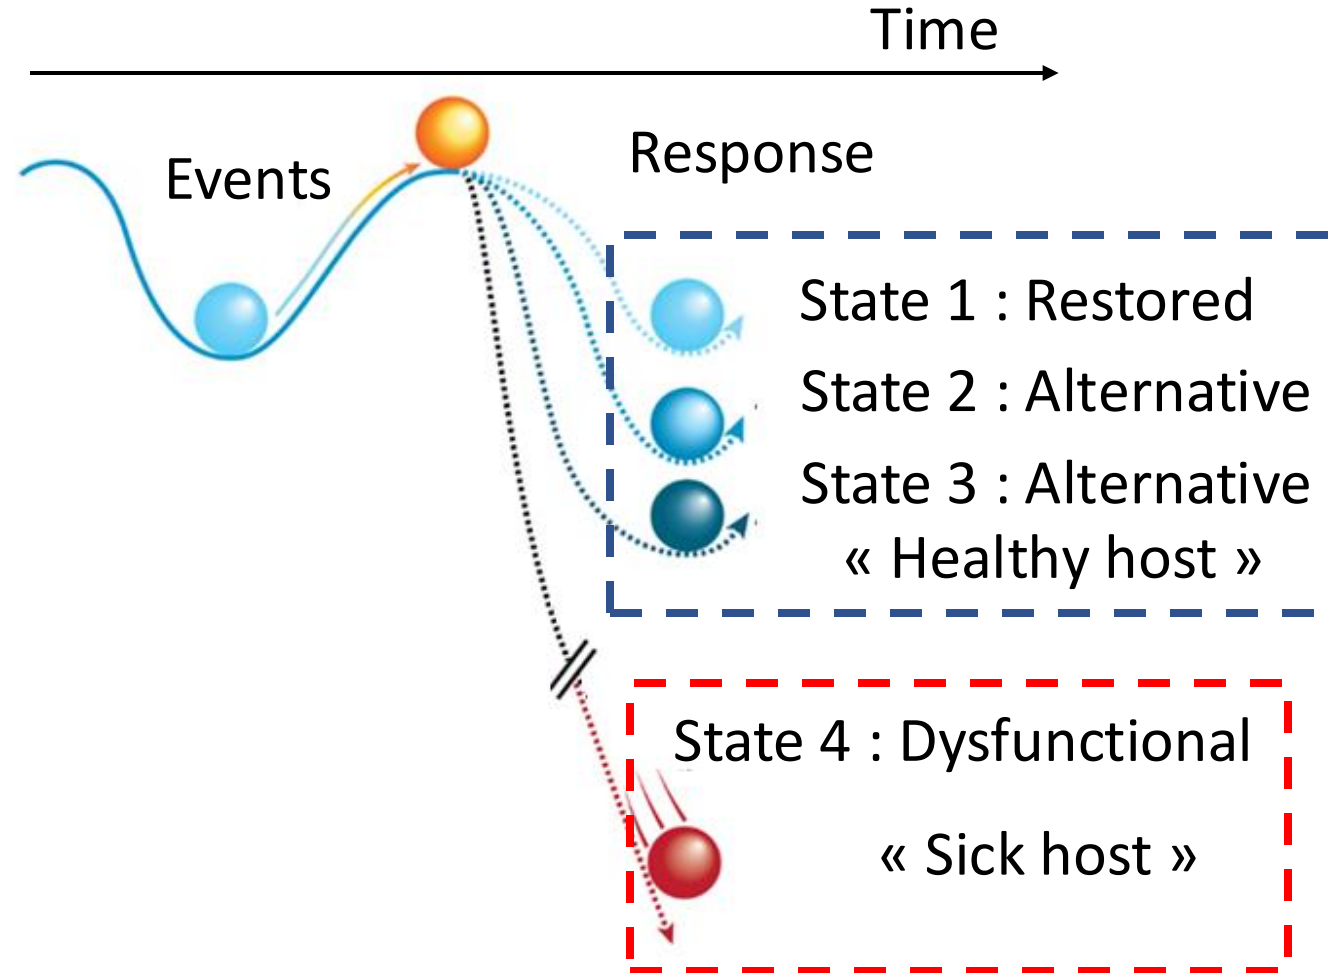 Time
Events
Response
State 1 : Restored
State 2 : Alternative
State 3 : Alternative
« Healthy host »
State 4 : Dysfunctional
« Sick host »